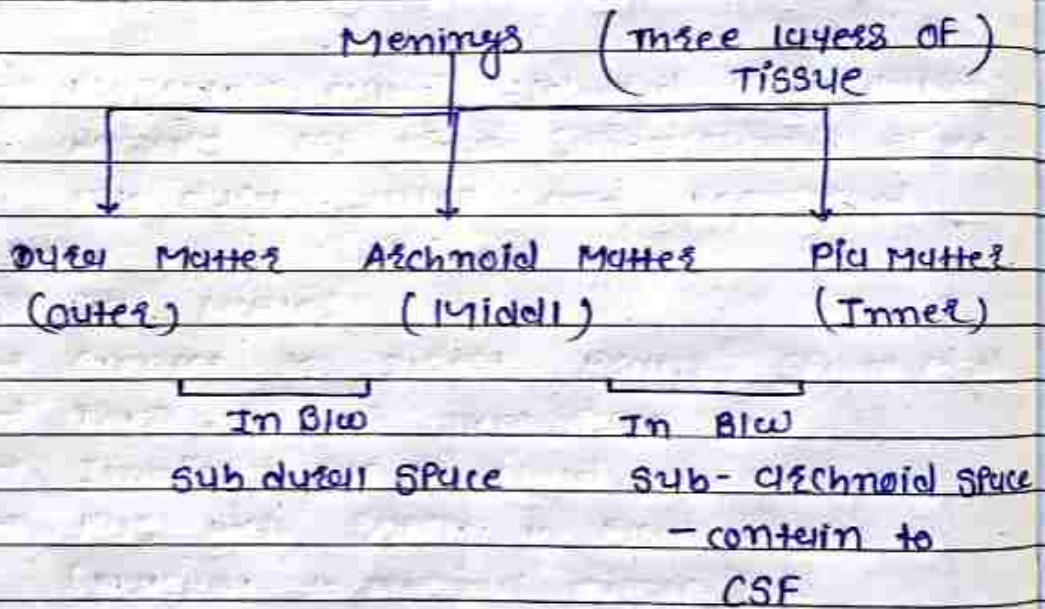 Menings (Three layers of
Tissue)
Dura Matter Archnoid Matter Pia Matter
(outer) (Middl) (Inner)
In B/w In B/w
Sub dural Space Sub-archnoid Space
- contain to
CSF